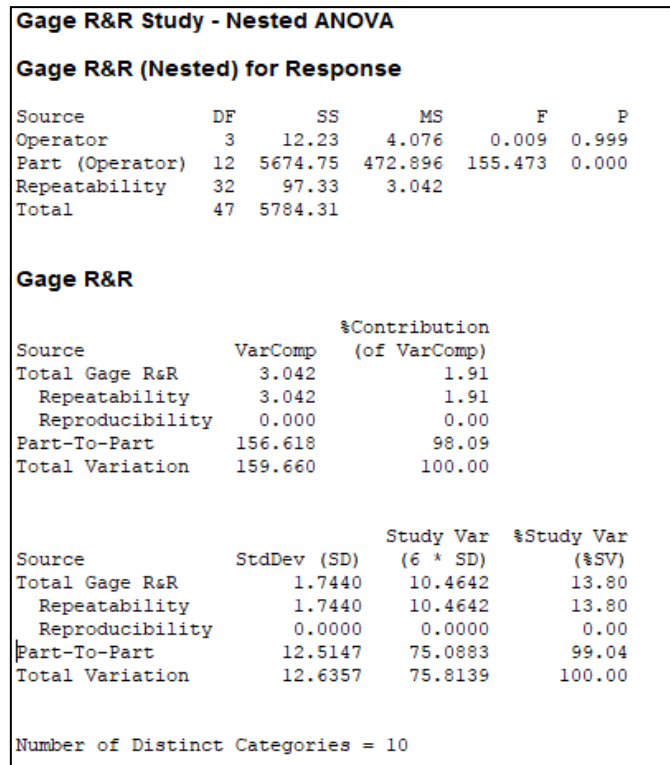 Gage R&R Study - Nested ANOVA
Gage R&R (Nested) for Response
Source DF SS MS F P
Operator 3 12.23 4.076 0.009 0.999
Part (Operator) 12 5674.75 472.896 155.473 0.000
Repeatability 32 97.33 3.042
Total 47 5784.31
Gage R&R
%Contribution
Source VarComp (of VarComp)
Total Gage R&R 3.042 1.91
Repeatability 3.042 1.91
Reproducibility 0.000 0.00
Part-To-Part 156.618 98.09
Total Variation 159.660 100.00
Study Var %Study Var
Source StdDev (SD) (6 * SD) (%SV)
Total Gage R&R 1.7440 10.4642 13.80
Repeatability 1.7440 10.4642 13.80
Reproducibility 0.0000 0.0000 0.00
Part-To-Part 12.5147 75.0883 99.04
Total Variation 12.6357 75.8139 100.00
Number of Distinct Categories = 10